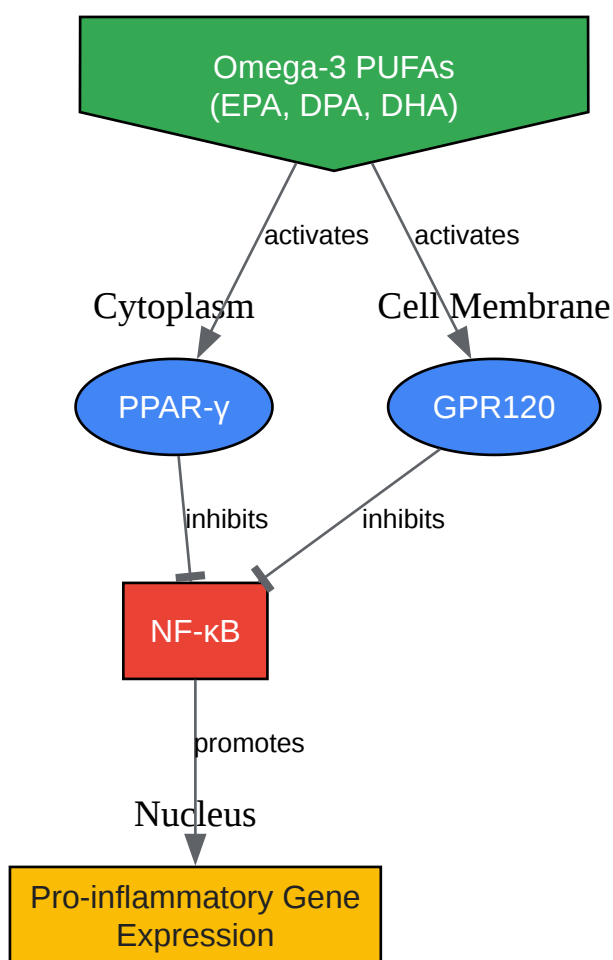 Omega-3 PUFAs
(EPA, DPA, DHA)
activates
activates
Cytoplasm
Cell Membrane
PPAR-γ
GPR120
inhibits
inhibits
NF-κB
promotes
Nucleus
Pro-inflammatory Gene
Expression